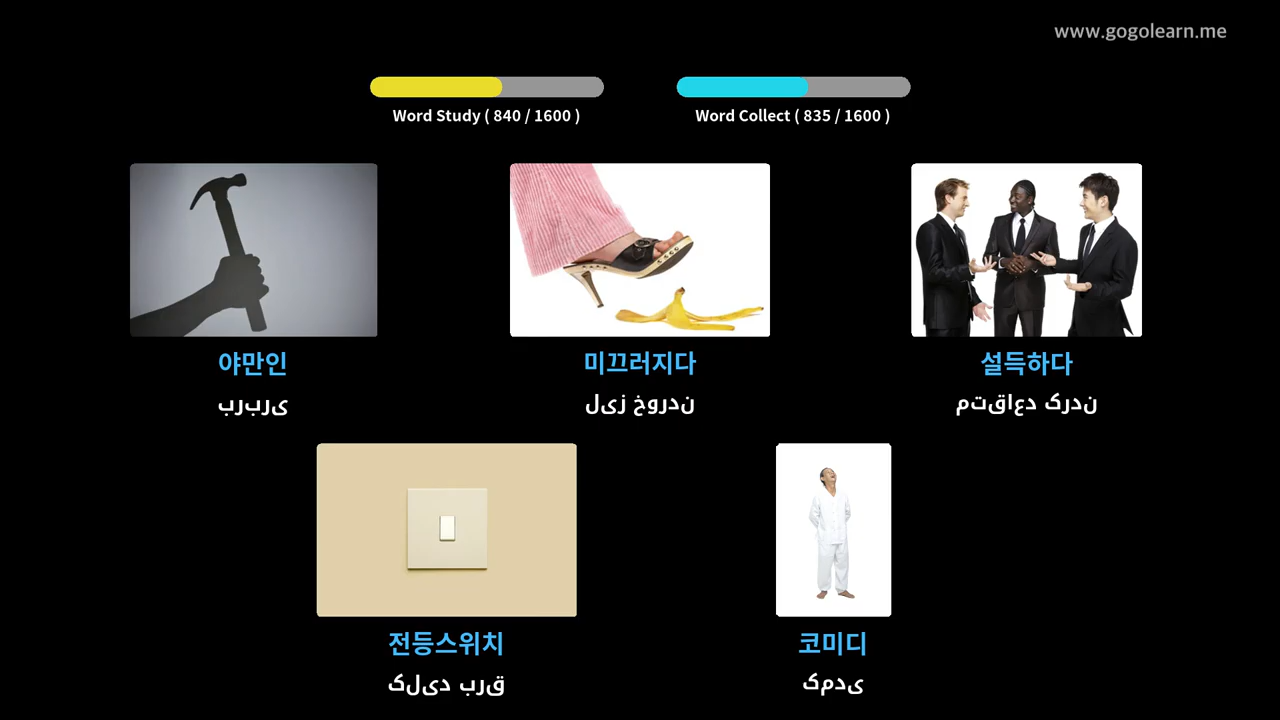 www.gogolearn.me
Word Study ( 840 / 1600 )
Word Collect ( 835 / 1600 )
야만인
미끄러지다
설득하다
بربری
لیز خوردن
متقاعد کردن
전등스위치
코미디
کلید برق
کمدی